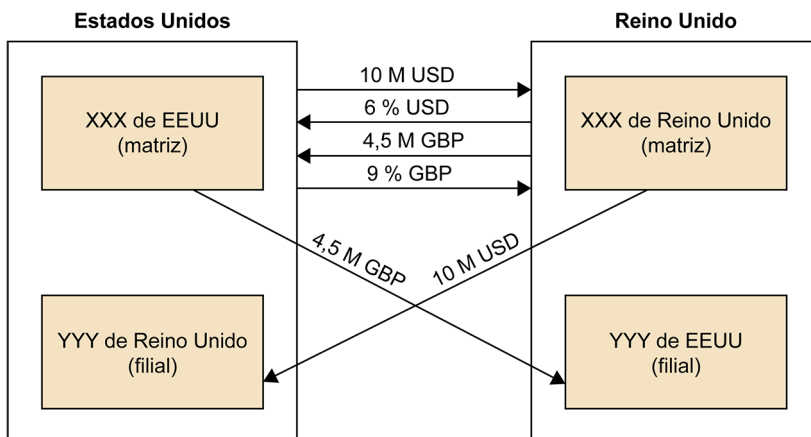 Estados Unidos
Reino Unido
10 M USD
6 % USD
4,5 M GBP
9 % GBP
XXX de EEUU
(matriz)
XXX de Reino Unido
(matriz)
4,5 M GBP
10 M USD
YYY de Reino Unido
(filial)
YYY de EEUU
(filial)